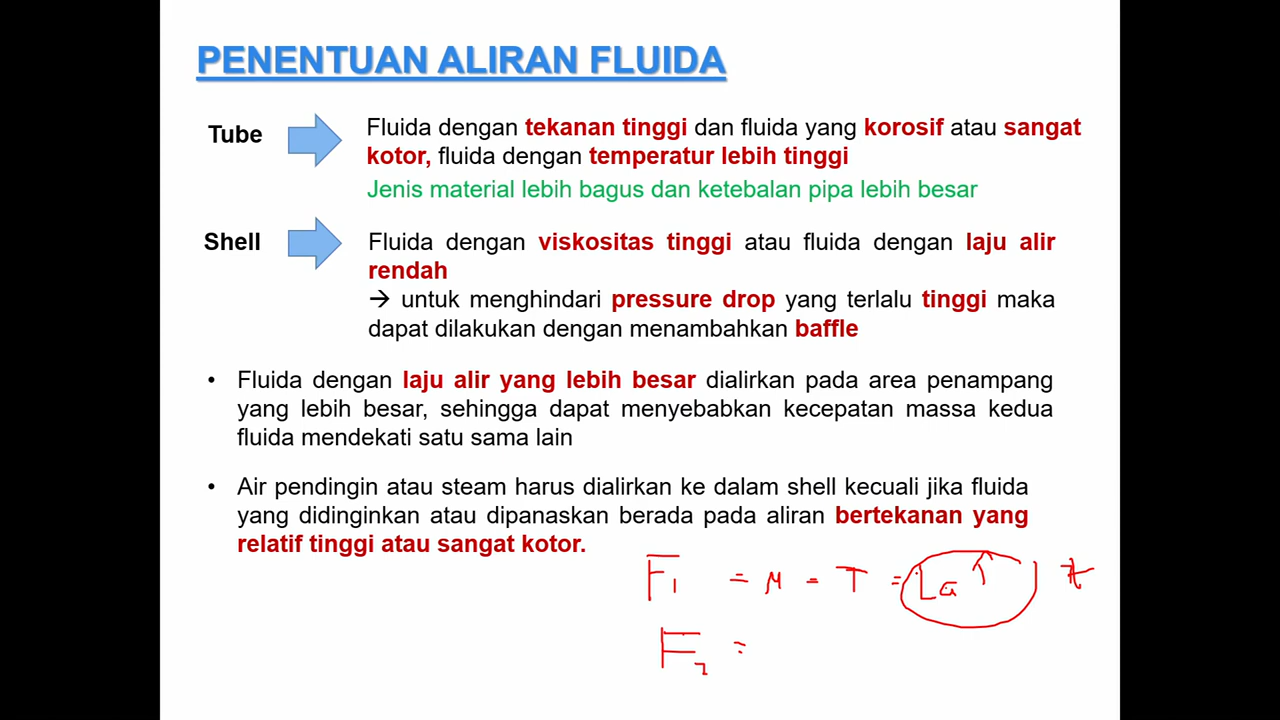 PENENTUAN ALIRAN FLUIDA
Tube
Fluida dengan tekanan tinggi dan fluida yang korosif atau sangat
kotor, fluida dengan temperatur lebih tinggi
Jenis material lebih bagus dan ketebalan pipa lebih besar
Shell
Fluida dengan viskositas tinggi atau fluida dengan laju alir
rendah
→ untuk menghindari pressure drop yang terlalu tinggi maka
dapat dilakukan dengan menambahkan baffle
• Fluida dengan laju alir yang lebih besar dialirkan pada area penampang
yang lebih besar, sehingga dapat menyebabkan kecepatan massa kedua
fluida mendekati satu sama lain
• Air pendingin atau steam harus dialirkan ke dalam shell kecuali jika fluida
yang didinginkan atau dipanaskan berada pada aliran bertekanan yang
relatif tinggi atau sangat kotor.
F1 = μ = T = La ↑
F2 =